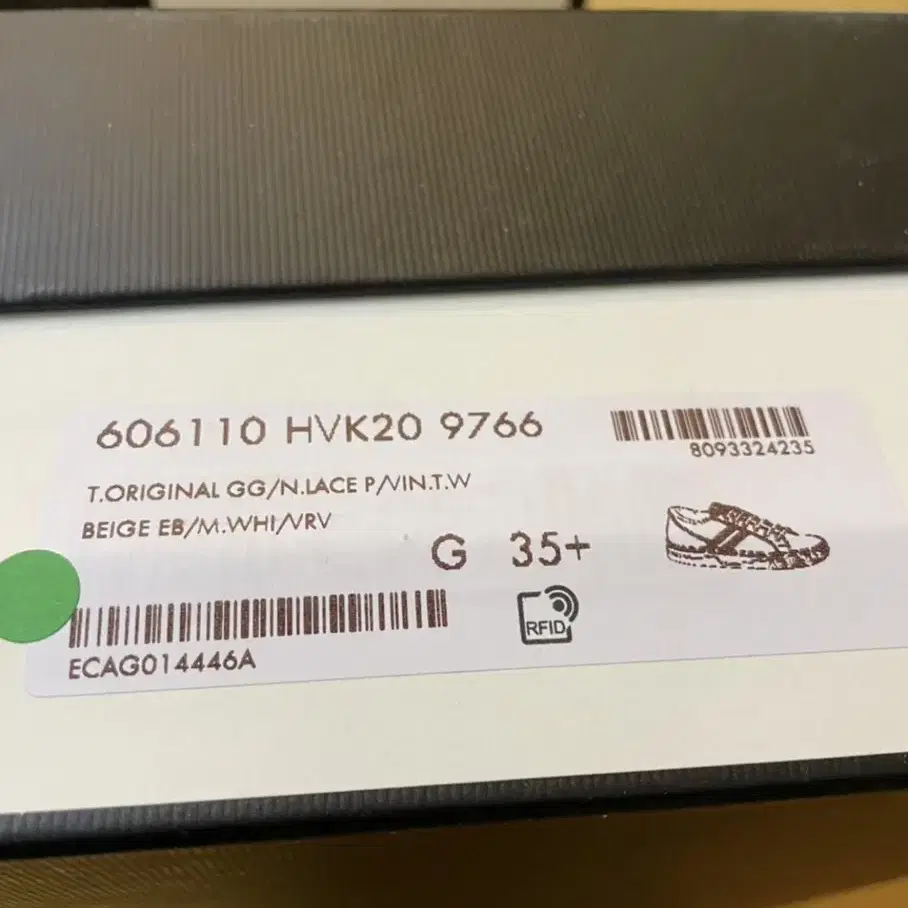 606110 HVK20 9766
8093324235
T.ORIGINAL GG/N.LACE P/VIN.T.W
BEIGE EB/M.WHI/VRV
G 35+
RFID
ECAG014446A